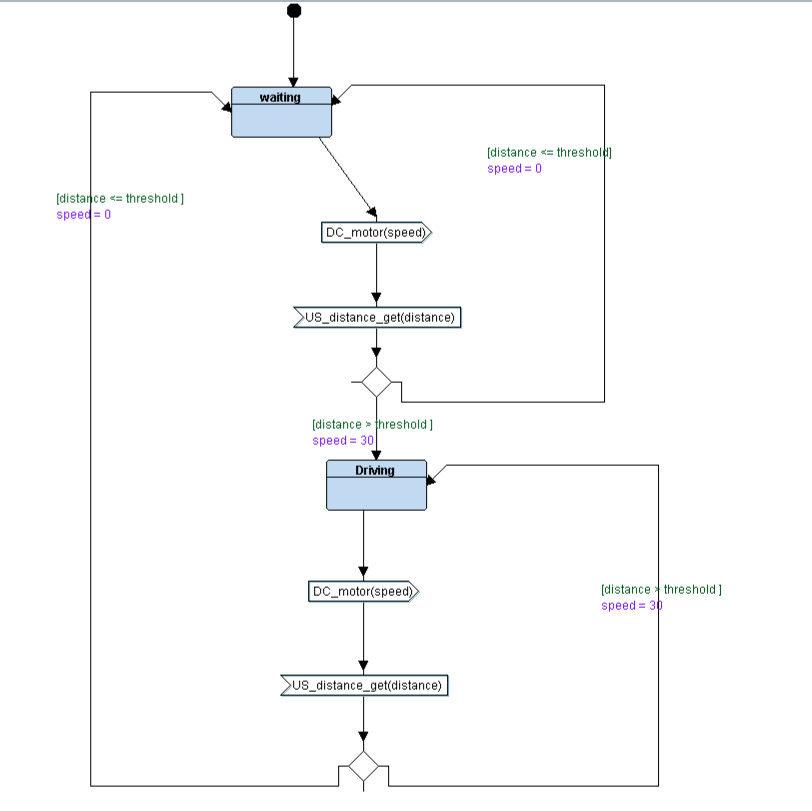 waiting
[distance <= threshold]
speed = 0
[distance <= threshold ]
speed = 0
DC_motor(speed)
US_distance_get(distance)
[distance > threshold ]
speed = 30
Driving
DC_motor(speed)
[distance > threshold ]
speed = 30
US_distance_get(distance)